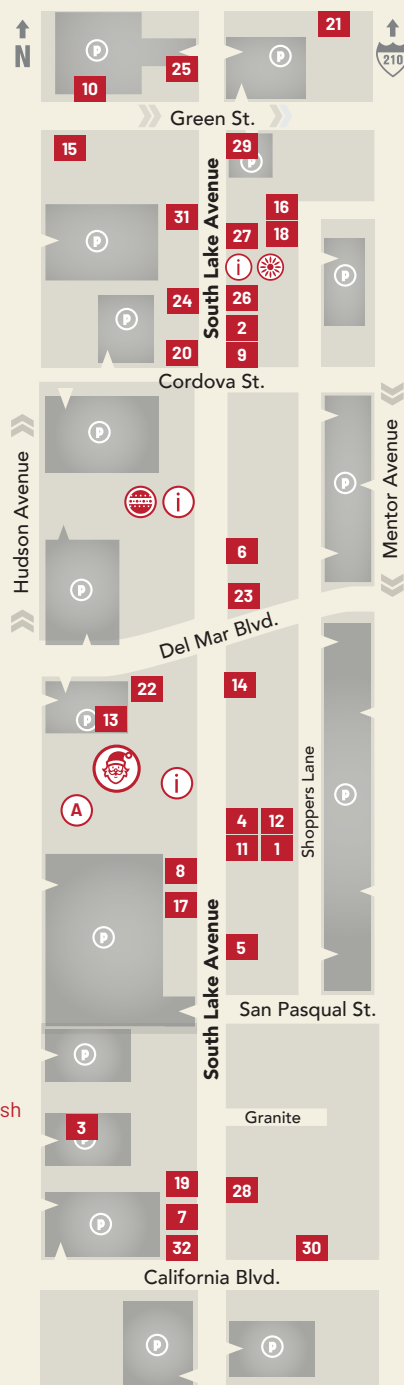 21
P
P
N
210
25
10
Green St.
15
29
P
16
31
South Lake Avenue
27
18
P
i
P
24
26
P
2
20
9
Cordova St.
P
Hudson Avenue
Mentor Avenue
P
i
6
P
23
Del Mar Blvd.
22
14
P
13
i
A
Shoppers Lane
P
4
12
11
1
8
17
South Lake Avenue
P
5
San Pasqual St.
P
sh
Granite
3
P
19
28
7
P
32
30
California Blvd.
P
P